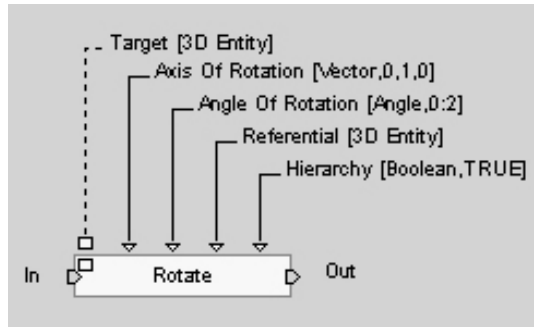 Target [3D Entity]
Axis Of Rotation [Vector,0,1,0]
Angle Of Rotation [Angle,0:2]
Referential [3D Entity]
Hierarchy [Boolean,TRUE]
In Rotate Out